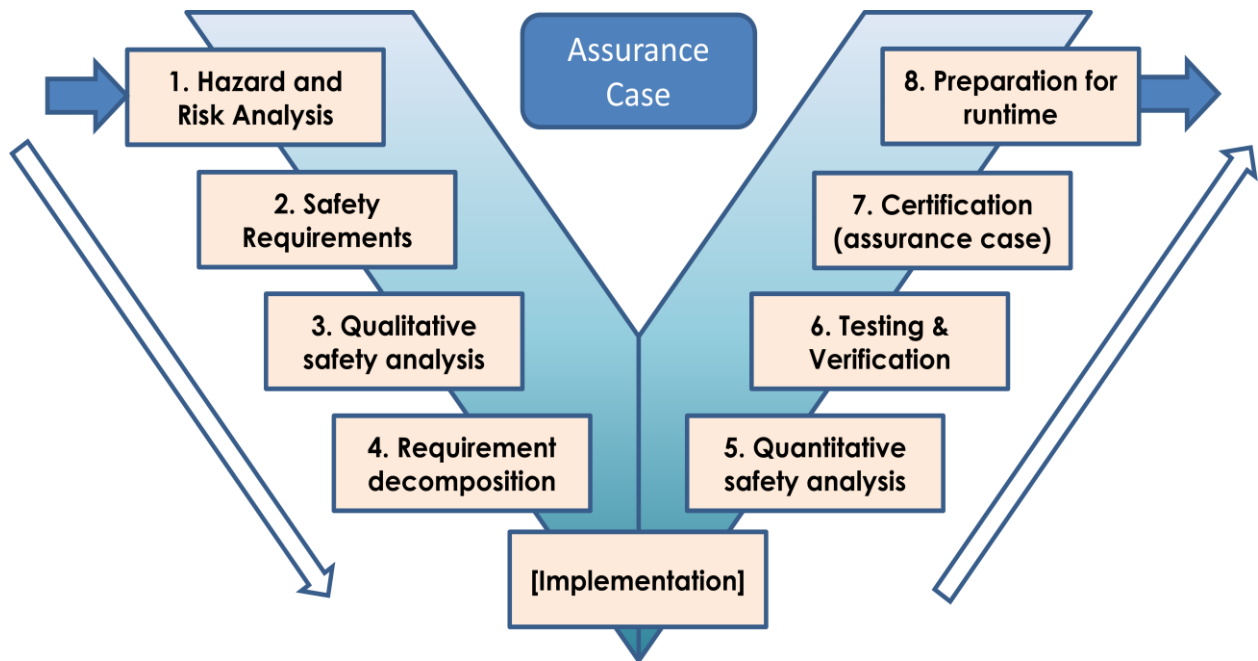 Assurance
Case
1. Hazard and
Risk Analysis
2. Safety
Requirements
3. Qualitative
safety analysis
4. Requirement
decomposition
[Implementation]
5. Quantitative
safety analysis
6. Testing &
Verification
7. Certification
(assurance case)
8. Preparation for
runtime